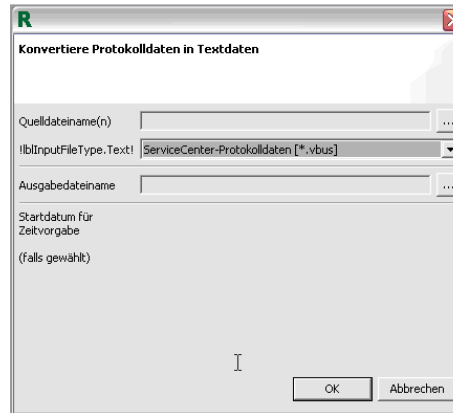 R
Konvertiere Protokolldaten in Textdaten
Quelldateiname(n) ...
!lblInputFileType.Text! ServiceCenter-Protokolldaten [*.vbus]
Ausgabedateiname ...
Startdatum für
Zeitvorgabe
(falls gewählt)
OK Abbrechen